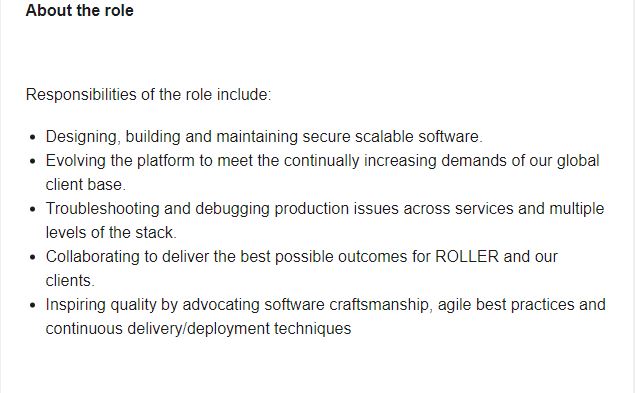 About the role
Responsibilities of the role include:
• Designing, building and maintaining secure scalable software.
• Evolving the platform to meet the continually increasing demands of our global
client base.
• Troubleshooting and debugging production issues across services and multiple
levels of the stack.
• Collaborating to deliver the best possible outcomes for ROLLER and our
clients.
• Inspiring quality by advocating software craftsmanship, agile best practices and
continuous delivery/deployment techniques